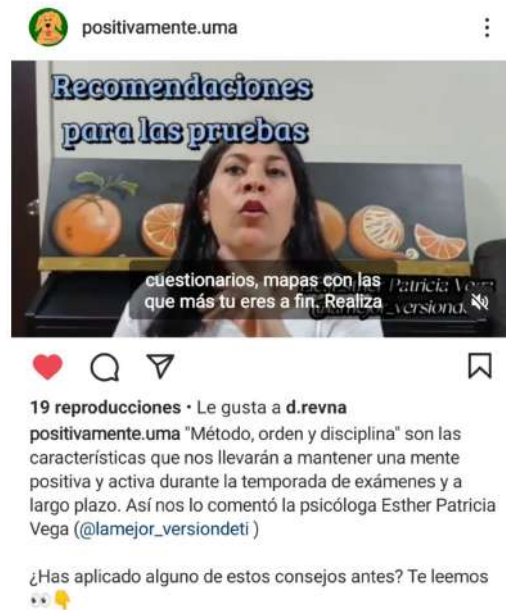 positivamente.uma
Recomendaciones
para las pruebas
cuestionarios, mapas con las
que más tu eres a fin. Realiza
Patricia
19 reproducciones • Le gusta a d.revna
positivamente.uma "Método, orden y disciplina" son las
características que nos llevarán a mantener una mente
positiva y activa durante la temporada de exámenes y a
largo plazo. Así nos lo comentó la psicóloga Esther Patricia
Vega (@lamejor_versiondeti )
¿Has aplicado alguno de estos consejos antes? Te leemos
👀👇